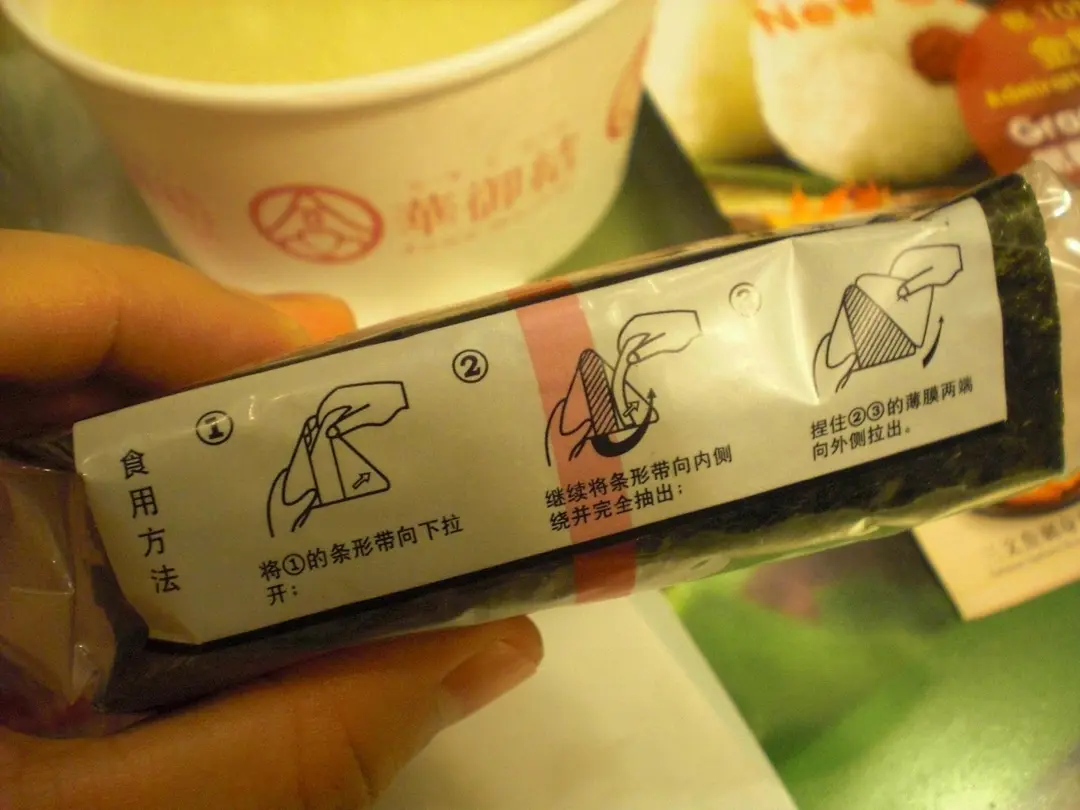 華御結
New
Gra
食用方法
①
将①的条形带向下拉
开；
②
继续将条形带向内侧
绕并完全抽出；
③
捏住②③的薄膜两端
向外侧拉出。